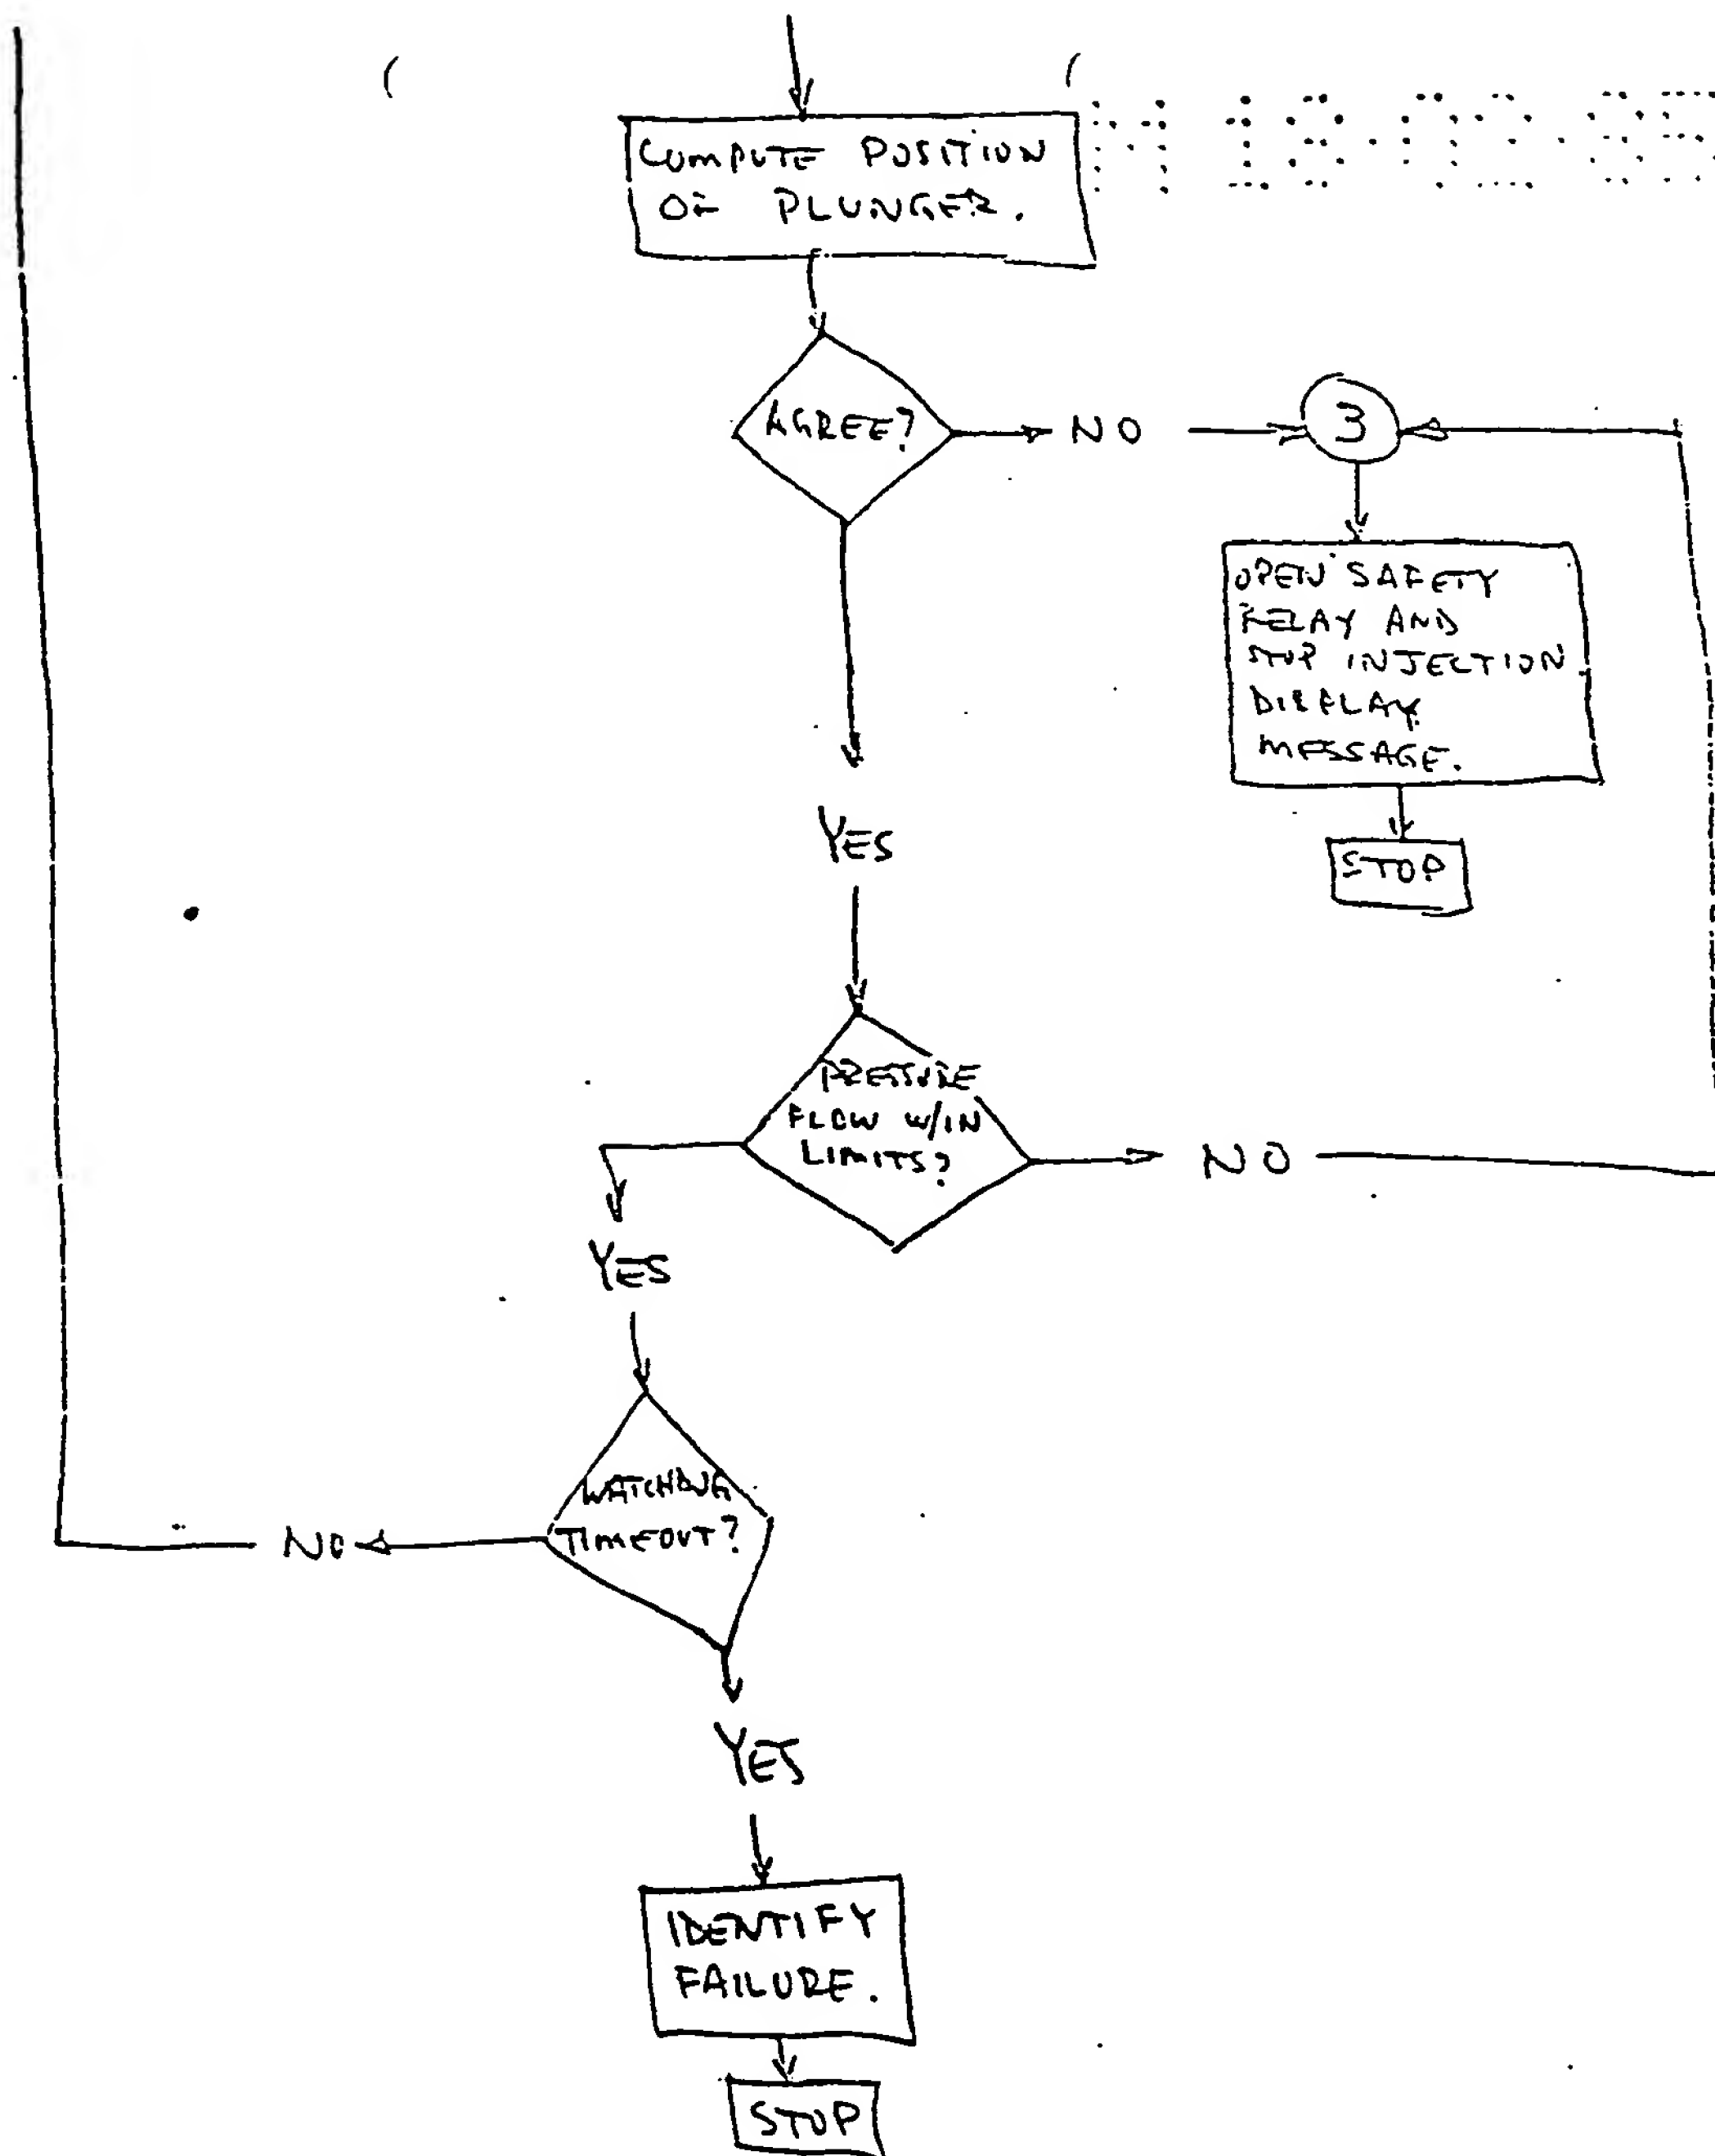 COMPUTE POSITION
OF PLUNGER.
AGREE?
NO
3
OPEN SAFETY
RELAY AND
STOP INJECTION
DISPLAY
MESSAGE.
STOP
YES
PRESSURE
FLOW W/IN
LIMITS?
NO
YES
WATCHDOG
TIMEOUT?
NO
YES
IDENTIFY
FAILURE.
STOP